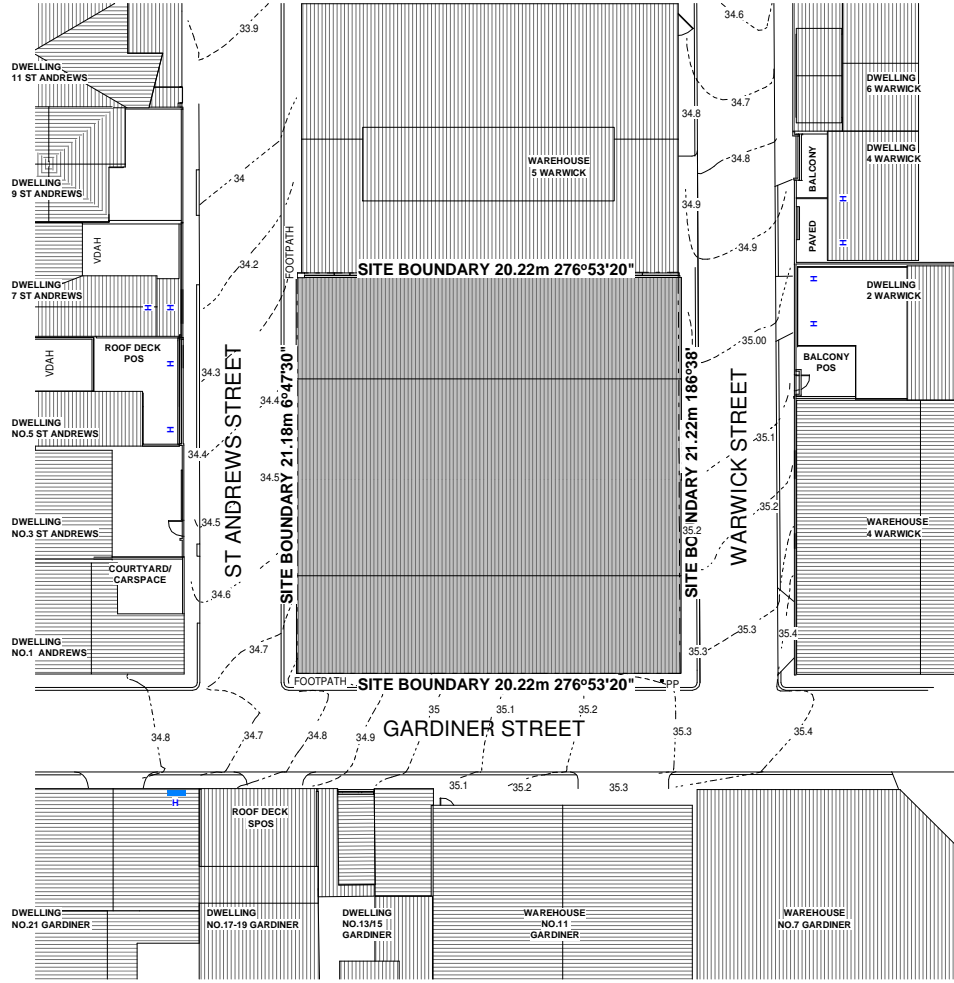 33.9
34.6
DWELLING
11 ST ANDREWS
DWELLING
6 WARWICK
34.7
34.8
DWELLING
4 WARWICK
34.8
WAREHOUSE
5 WARWICK
BALCONY
34
DWELLING
9 ST ANDREWS
H
34.9
PAVED
H
34.9
VDAH
FOOTPATH
34.2
SITE BOUNDARY 20.22m 276º53'20"
DWELLING
7 ST ANDREWS
H
H
H
DWELLING
2 WARWICK
H
35.00
ROOF DECK
POS
VDAH
H
BALCONY
POS
34.3
ST ANDREWS STREET
SITE BOUNDARY 21.18m 6º47'30"
SITE BOUNDARY 21.22m 186º38'
WARWICK STREET
34.4
DWELLING
NO.5 ST ANDREWS
H
35.1
34.4
34.5
35.2
DWELLING
NO.3 ST ANDREWS
34.5
35.2
WAREHOUSE
4 WARWICK
COURTYARD/
CARSPACE
34.6
DWELLING
NO.1 ANDREWS
34.7
35.3
35.4
35.3
FOOTPATH
SITE BOUNDARY 20.22m 276º53'20"
PP
34.8
34.7
34.8
34.9
35
35.1
35.2
35.3
35.4
GARDINER STREET
35.1
35.2
35.3
H
ROOF DECK
SPOS
DWELLING
NO.21 GARDINER
DWELLING
NO.17-19 GARDINER
DWELLING
NO.13/15
GARDINER
WAREHOUSE
NO.11
GARDINER
WAREHOUSE
NO.7 GARDINER